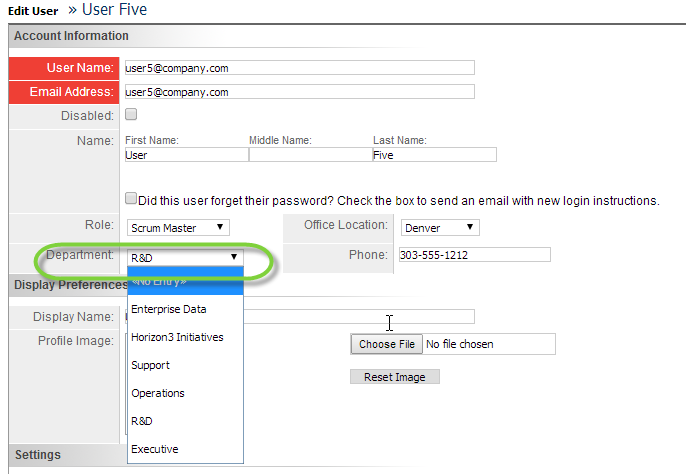 Edit User » User Five
Account Information
User Name: user5@company.com
Email Address: user5@company.com
Disabled:
Name: First Name: Middle Name: Last Name:
User Five
Did this user forget their password? Check the box to send an email with new login instructions.
Role: Scrum Master Office Location: Denver
Department: R&D Phone: 303-555-1212
«No Entry»
Display Preferences
Enterprise Data
Display Name:
Horizon3 Initiatives
Profile Image: Choose File No file chosen
Support
Reset Image
Operations
R&D
Executive
Settings